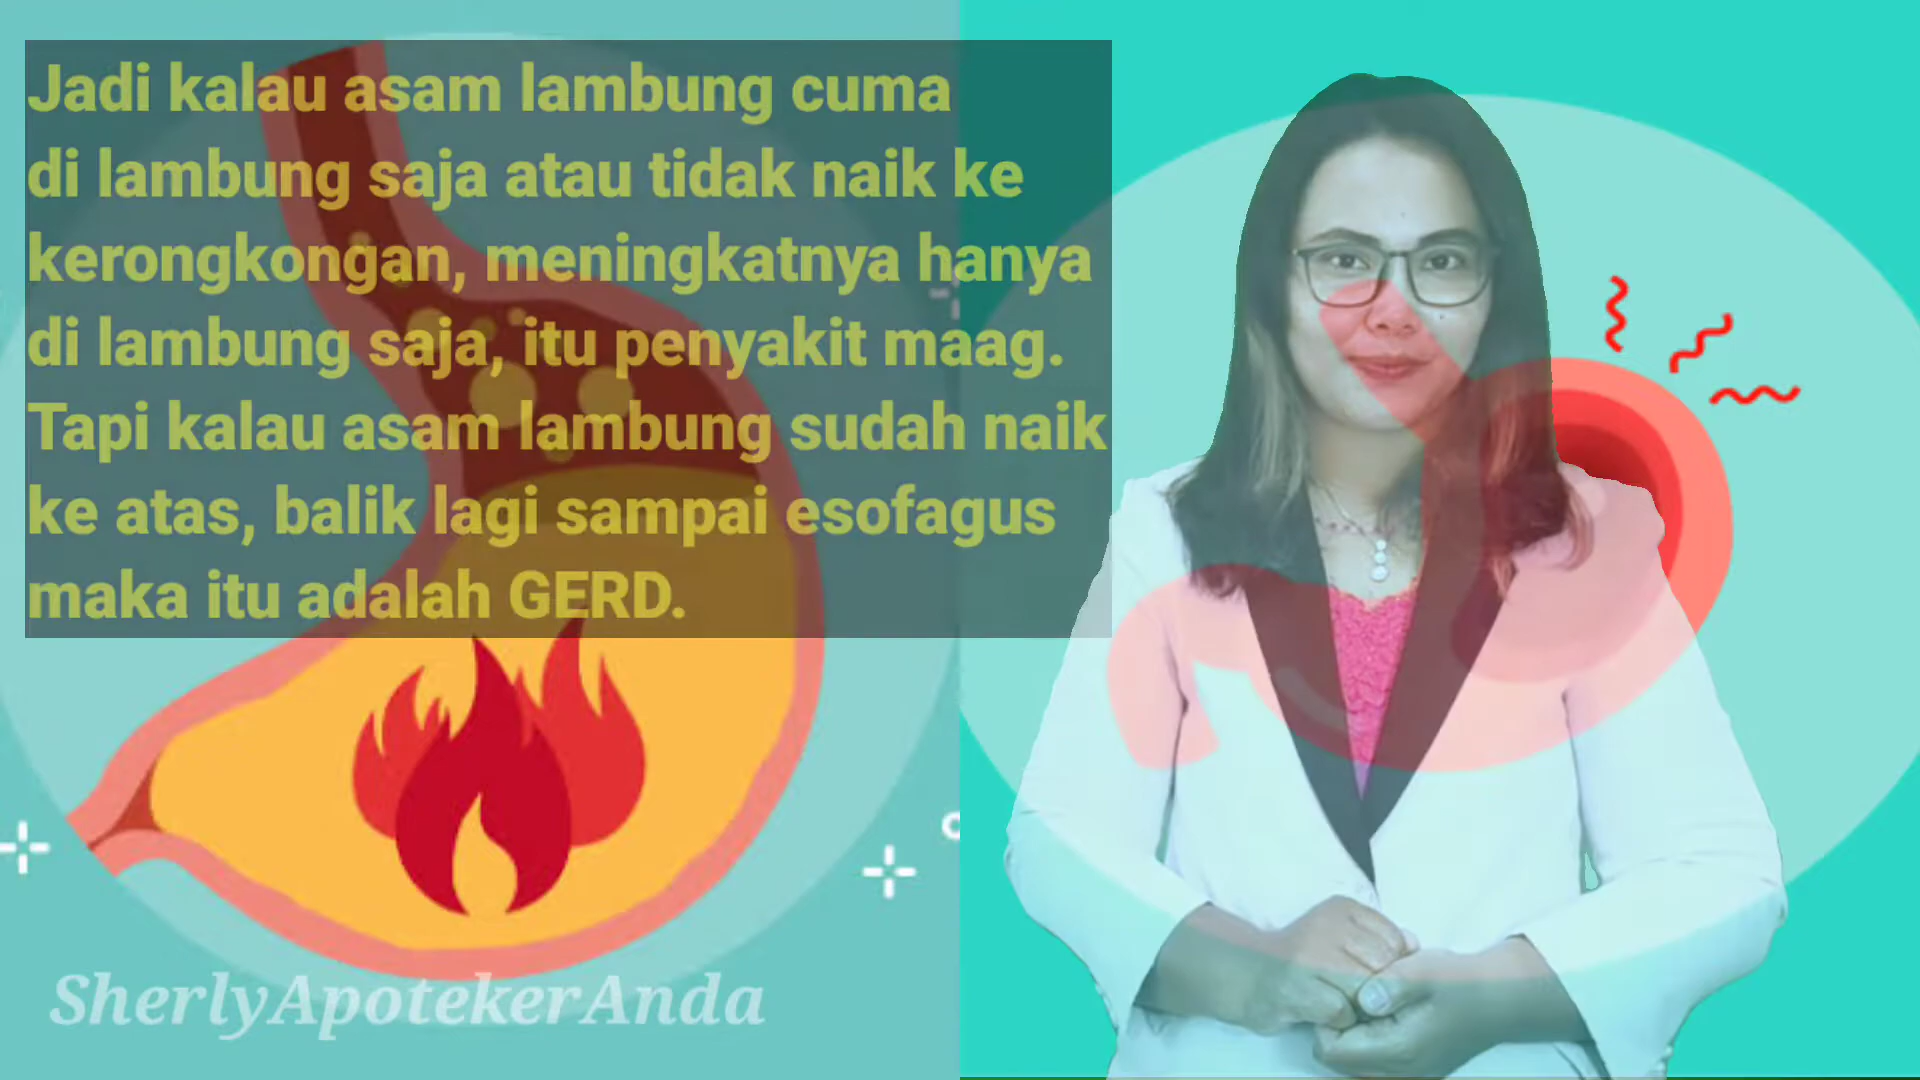 Jadi kalau asam lambung cuma
di lambung saja atau tidak naik ke
kerongkongan, meningkatnya hanya
di lambung saja, itu penyakit maag.
Tapi kalau asam lambung sudah naik
ke atas, balik lagi sampai esofagus
maka itu adalah GERD.
SherlyApotekerAnda